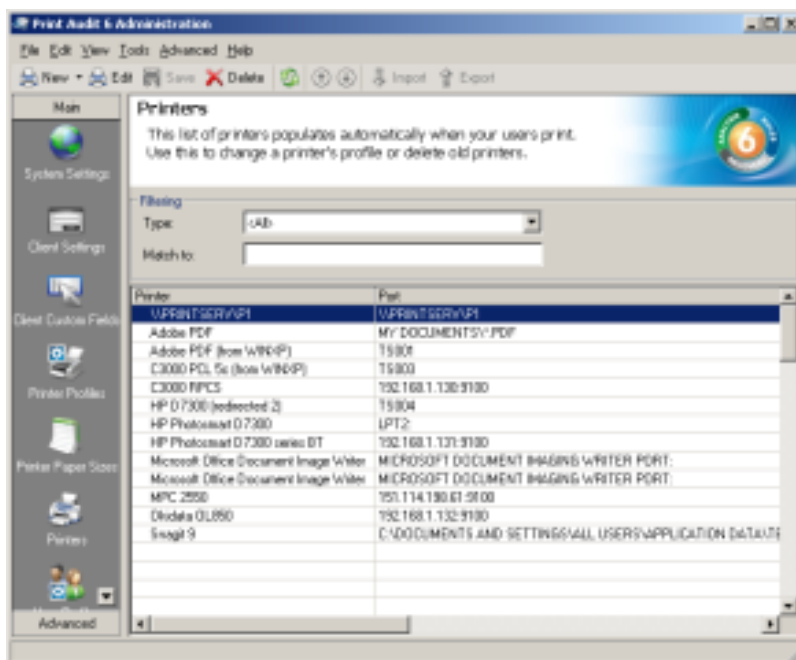 Print Audit 6 Administration
File Edit View Tools Advanced Help
New Edit Save Delete Import Export
Main
System Settings
Client Settings
Client Custom Fields
Printer Profiles
Printer Paper Sizes
Printers
Advanced
Printers
This list of printers populates automatically when your users print.
Use this to change a printer's profile or delete old printers.
6
Filtering
Type: <All>
Match to:
Printer Port
\\PRINTSERV\P1 \\PRINTSERV\P1
Adobe PDF MY DOCUMENTS\*.PDF
Adobe PDF (from WINXP) TS001
C3000 PCL 5s (from WINXP) TS003
C3000 RPCS 192.168.1.130:9100
HP D7300 (redirected 2) TS004
HP Photosmart D7300 LPT2:
HP Photosmart D7300 series BT 192.168.1.131:9100
Microsoft Office Document Image Writer MICROSOFT DOCUMENT IMAGING WRITER PORT:
Microsoft Office Document Image Writer MICROSOFT DOCUMENT IMAGING WRITER PORT:
MPC 2550 151.114.190.61:9100
Okidata OL850 192.168.1.132:9100
Snagit 9 C:\DOCUMENTS AND SETTINGS\ALL USERS\APPLICATION DATA\TE